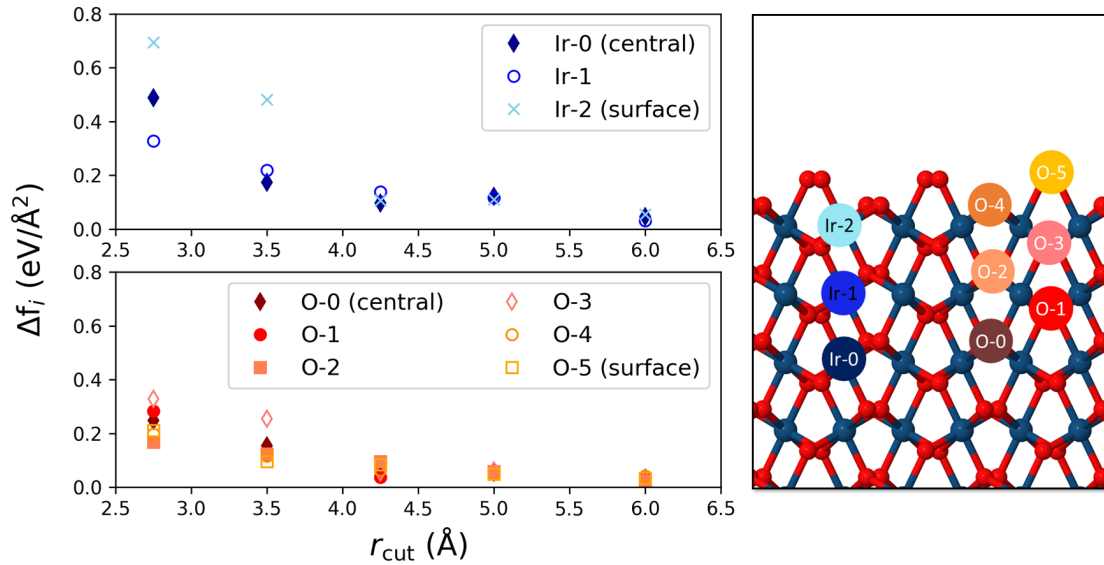 0.8
0.6
0.4
0.2
0.0
2.5 3.0 3.5 4.0 4.5 5.0 5.5 6.0 6.5
Ir-0 (central)
Ir-1
Ir-2 (surface)
Δfᵢ (eV/Å²)
0.8
0.6
0.4
0.2
0.0
2.5 3.0 3.5 4.0 4.5 5.0 5.5 6.0 6.5
O-0 (central)
O-1
O-2
O-3
O-4
O-5 (surface)
r_cut (Å)
O-5
O-4
Ir-2
O-3
O-2
Ir-1
O-1
O-0
Ir-0